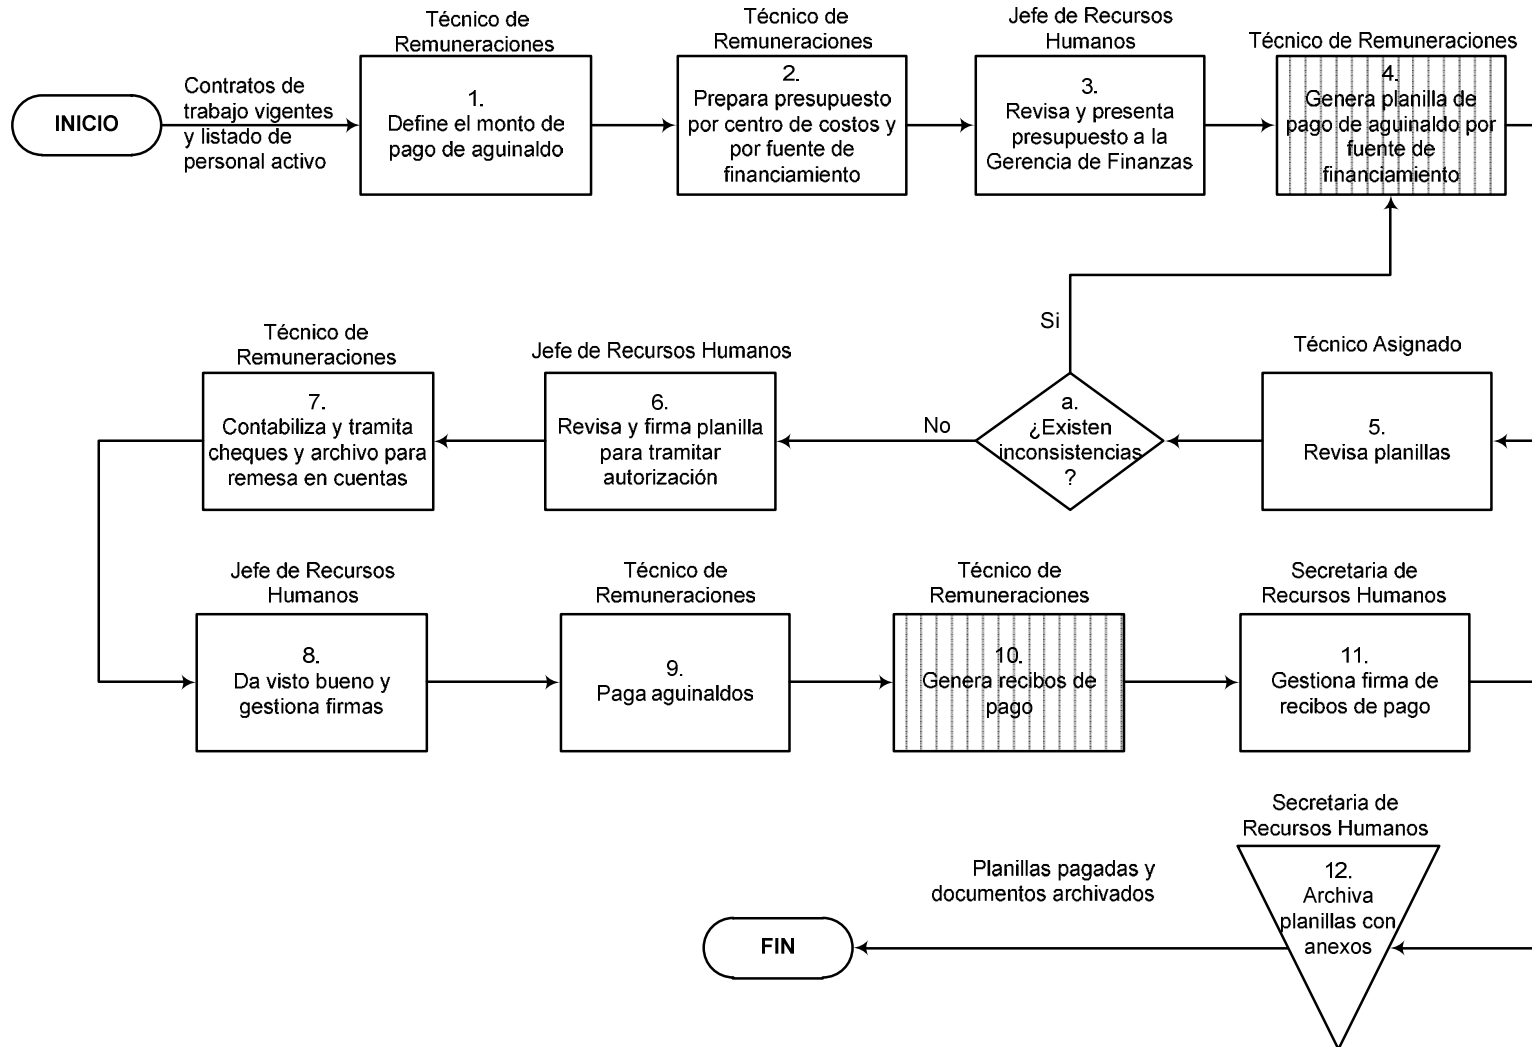 INICIO
Contratos de
trabajo vigentes
y listado de
personal activo
Técnico de
Remuneraciones
1.
Define el monto de
pago de aguinaldo
Técnico de
Remuneraciones
2.
Prepara presupuesto
por centro de costos y
por fuente de
financiamiento
Jefe de Recursos
Humanos
3.
Revisa y presenta
presupuesto a la
Gerencia de Finanzas
Técnico de Remuneraciones
4.
Genera planilla de
pago de aguinaldo por
fuente de
financiamiento
Técnico Asignado
5.
Revisa planillas
a.
¿Existen
inconsistencias
?
Si
No
Jefe de Recursos Humanos
6.
Revisa y firma planilla
para tramitar
autorización
Técnico de
Remuneraciones
7.
Contabiliza y tramita
cheques y archivo para
remesa en cuentas
Jefe de Recursos
Humanos
8.
Da visto bueno y
gestiona firmas
Técnico de
Remuneraciones
9.
Paga aguinaldos
Técnico de
Remuneraciones
10.
Genera recibos de
pago
Secretaria de
Recursos Humanos
11.
Gestiona firma de
recibos de pago
Secretaria de
Recursos Humanos
12.
Archiva
planillas con
anexos
Planillas pagadas y
documentos archivados
FIN